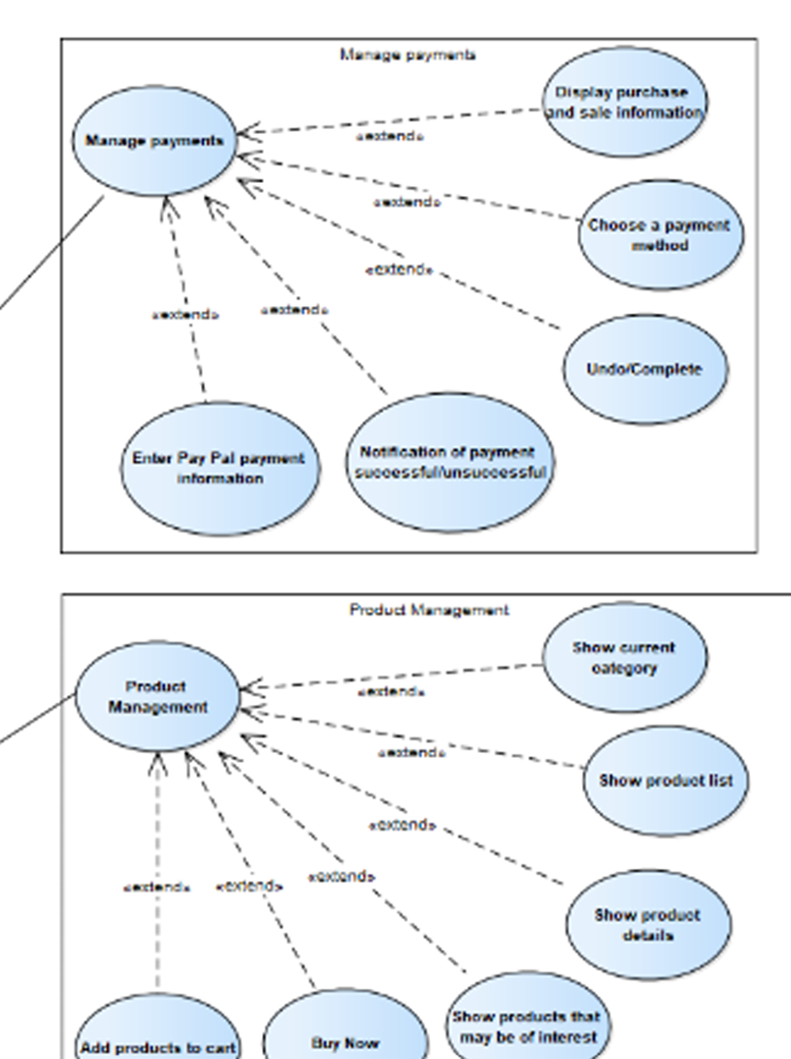 Manage payments
Display purchase
and sale information
Manage payments
«extend»
«extend»
Choose a payment
method
«extend»
«extend»
«extend»
Undo/Complete
Enter Pay Pal payment
information
Notification of payment
successful/unsuccessful
Product Management
Show current
category
Product
Management
«extend»
«extend»
Show product list
«extend»
«extend»
«extend»
«extend»
Show product
details
Show products that
may be of interest
Add products to cart
Buy Now